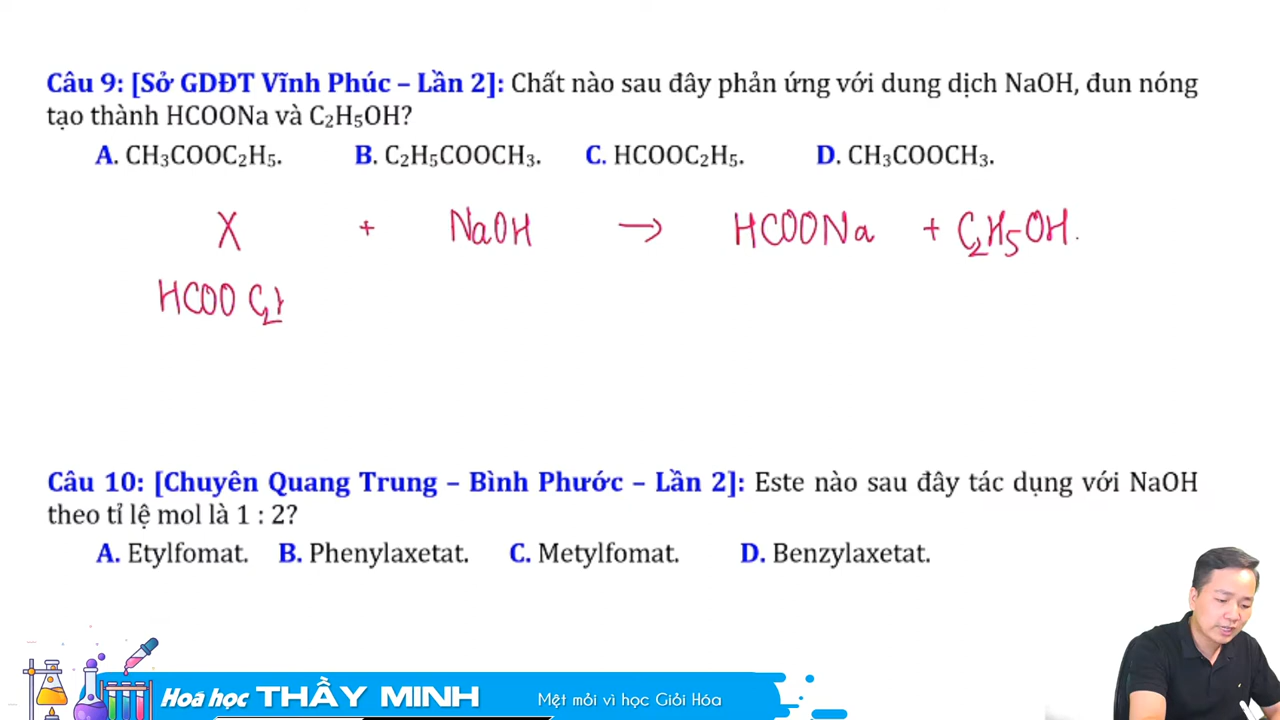 Câu 9: [Sở GDĐT Vĩnh Phúc – Lần 2]: Chất nào sau đây phản ứng với dung dịch NaOH, đun nóng
tạo thành HCOONa và C₂H₅OH?
A. CH₃COOC₂H₅. B. C₂H₅COOCH₃. C. HCOOC₂H₅. D. CH₃COOCH₃.
X + NaOH → HCOONa + C₂H₅OH.
HCOO C₂
Câu 10: [Chuyên Quang Trung – Bình Phước – Lần 2]: Este nào sau đây tác dụng với NaOH
theo tỉ lệ mol là 1 : 2?
A. Etylfomat. B. Phenylaxetat. C. Metylfomat. D. Benzylaxetat.
Hoá học THẦY MINH Mệt mỏi vì học Giỏi Hóa